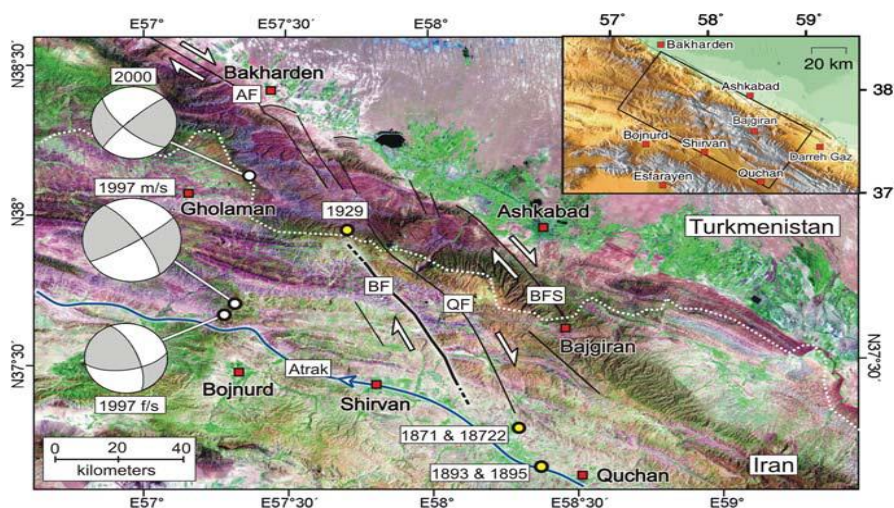 E57° E57°30' E58° 57° 58° 59°
Bakharden
20 km
Ashkabad
Bajgiran
Bojnurd
Shirvan
Darreh Gaz
Esfarayen
Quchan
38
37
N38°30'
2000
Bakharden
AF
1997 m/s
Gholaman
N38°
1929
Ashkabad
Turkmenistan
BF
QF
BFS
Bajgiran
N37°30'
N37°30'
Atrak
Bojnurd
Shirvan
1997 f/s
0 20 40
kilometers
1871 & 18722
1893 & 1895
Quchan
Iran
E57° E57°30' E58° E58°30' E59°